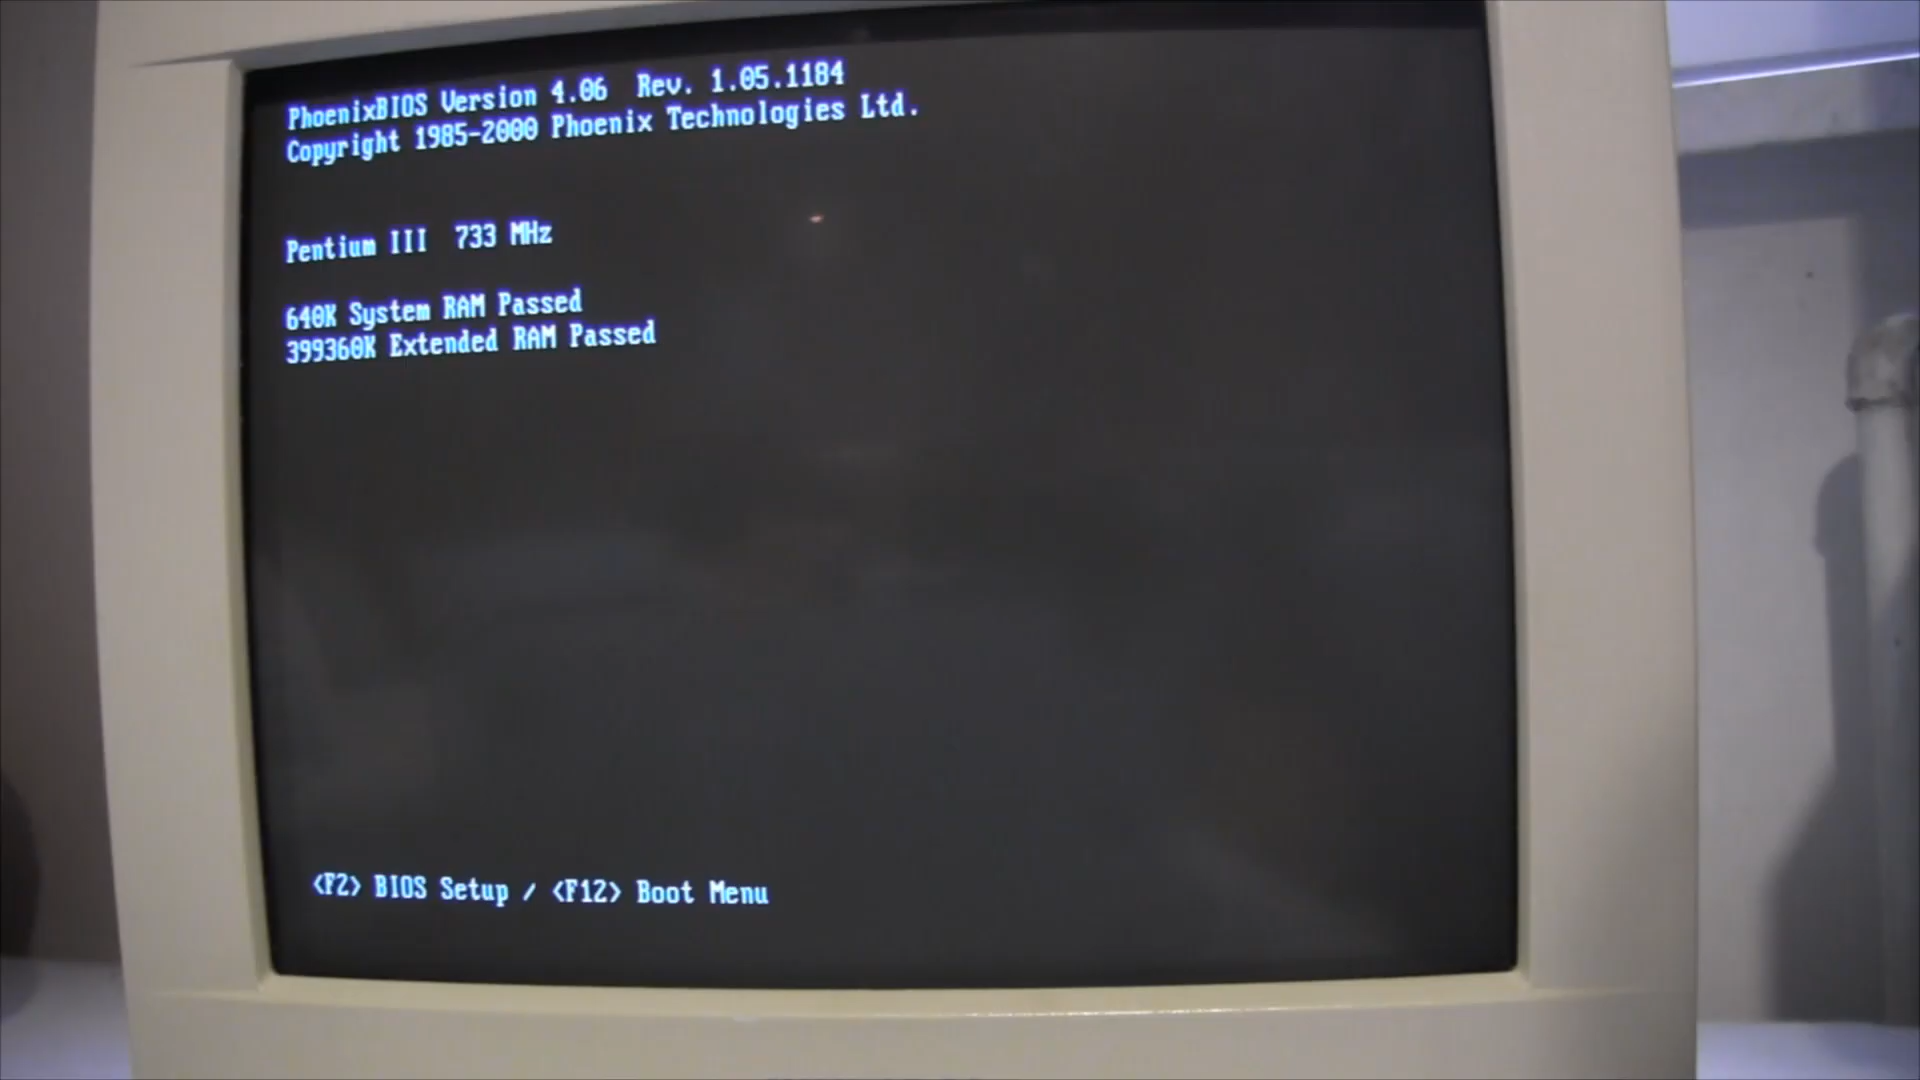 PhoenixBIOS Version 4.06  Rev. 1.05.1184
Copyright 1985-2000 Phoenix Technologies Ltd.
Pentium III  733 MHz
640K System RAM Passed
399360K Extended RAM Passed
<F2> BIOS Setup / <F12> Boot Menu